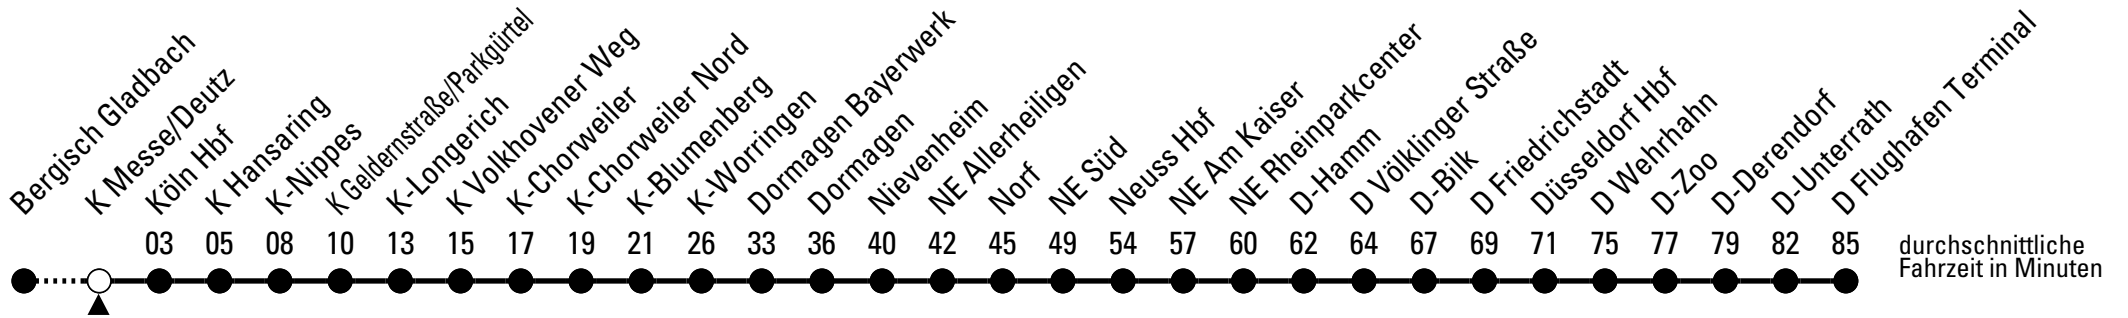 Bergisch Gladbach
K Messe/Deutz
Köln Hbf
K Hansaring
K-Nippes
K Geldernstraße/Parkgürtel
K-Longerich
K Volkhovener Weg
K-Chorweiler
K-Chorweiler Nord
K-Blumenberg
K-Worringen
Dormagen Bayerwerk
Dormagen
Nievenheim
NE Allerheiligen
Norf
NE Süd
Neuss Hbf
NE Am Kaiser
NE Rheinparkcenter
D-Hamm
D Völklinger Straße
D-Bilk
D Friedrichstadt
Düsseldorf Hbf
D Wehrhahn
D-Zoo
D-Derendorf
D-Unterrath
D Flughafen Terminal
03 05 08 10 13 15 17 19 21 26 33 36 40 42 45 49 54 57 60 62 64 67 69 71 75 77 79 82 85
durchschnittliche
Fahrzeit in Minuten